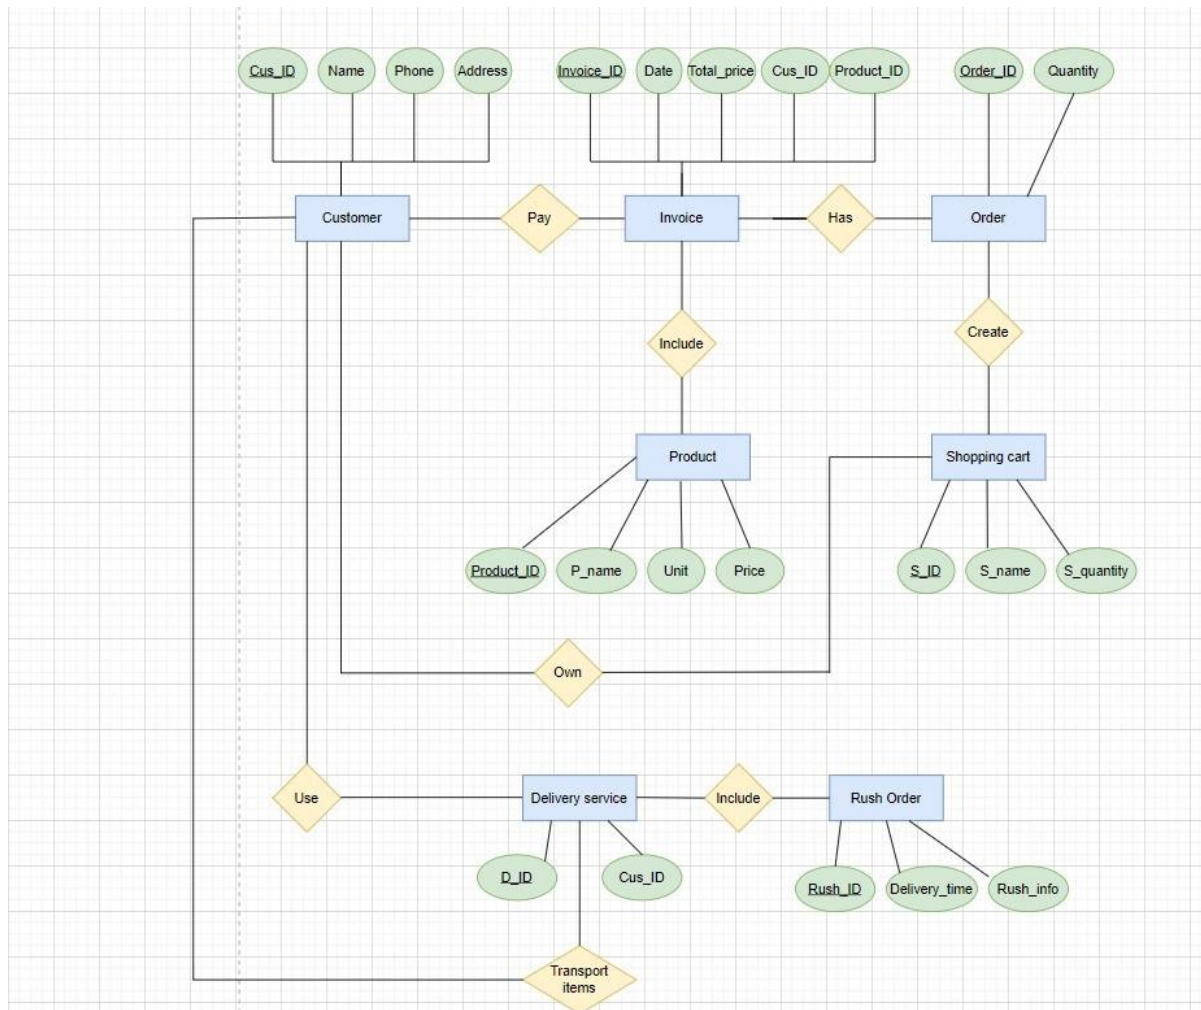 Cus_ID
Name
Phone
Address
Invoice_ID
Date
Total_price
Cus_ID
Product_ID
Order_ID
Quantity
Customer
Pay
Invoice
Has
Order
Include
Create
Product
Shopping cart
Product_ID
P_name
Unit
Price
S_ID
S_name
S_quantity
Own
Use
Delivery service
Include
Rush Order
D_ID
Cus_ID
Rush_ID
Delivery_time
Rush_info
Transport
items